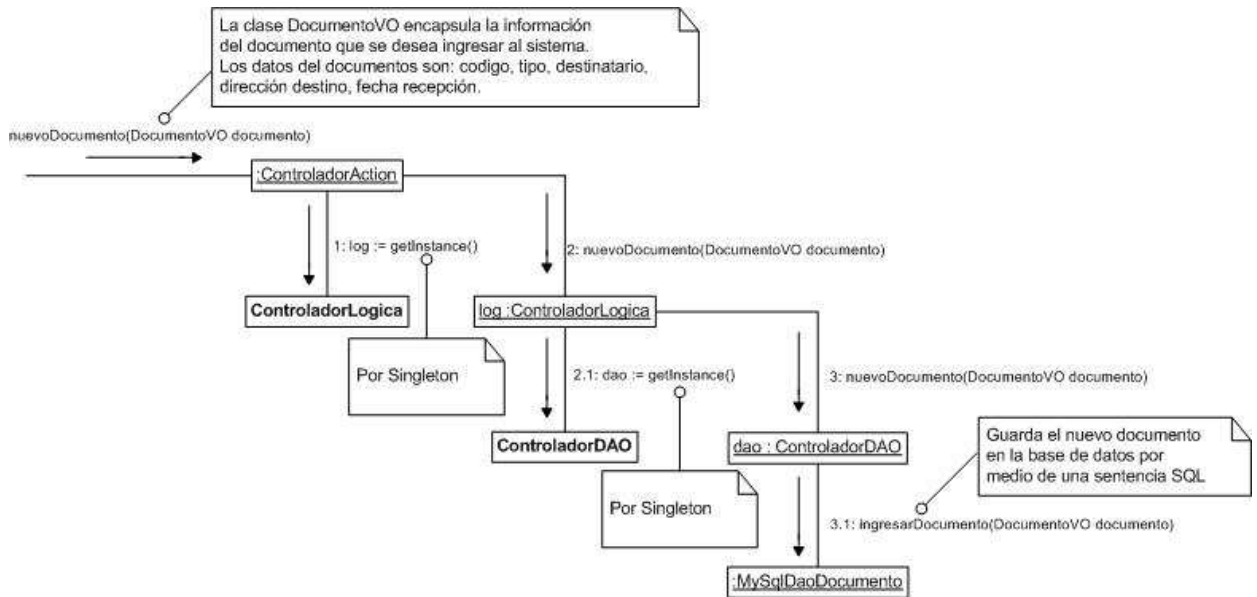 La clase DocumentoVO encapsula la información
del documento que se desea ingresar al sistema.
Los datos del documentos son: codigo, tipo, destinatario,
dirección destino, fecha recepción.
nuevoDocumento(DocumentoVO documento)
:ControladorAction
1: log := getInstance()
2: nuevoDocumento(DocumentoVO documento)
ControladorLogica
log :ControladorLogica
Por Singleton
2.1: dao := getInstance()
3: nuevoDocumento(DocumentoVO documento)
ControladorDAO
dao : ControladorDAO
Guarda el nuevo documento
en la base de datos por
medio de una sentencia SQL
Por Singleton
3.1: ingresarDocumento(DocumentoVO documento)
:MySqlDaoDocumento